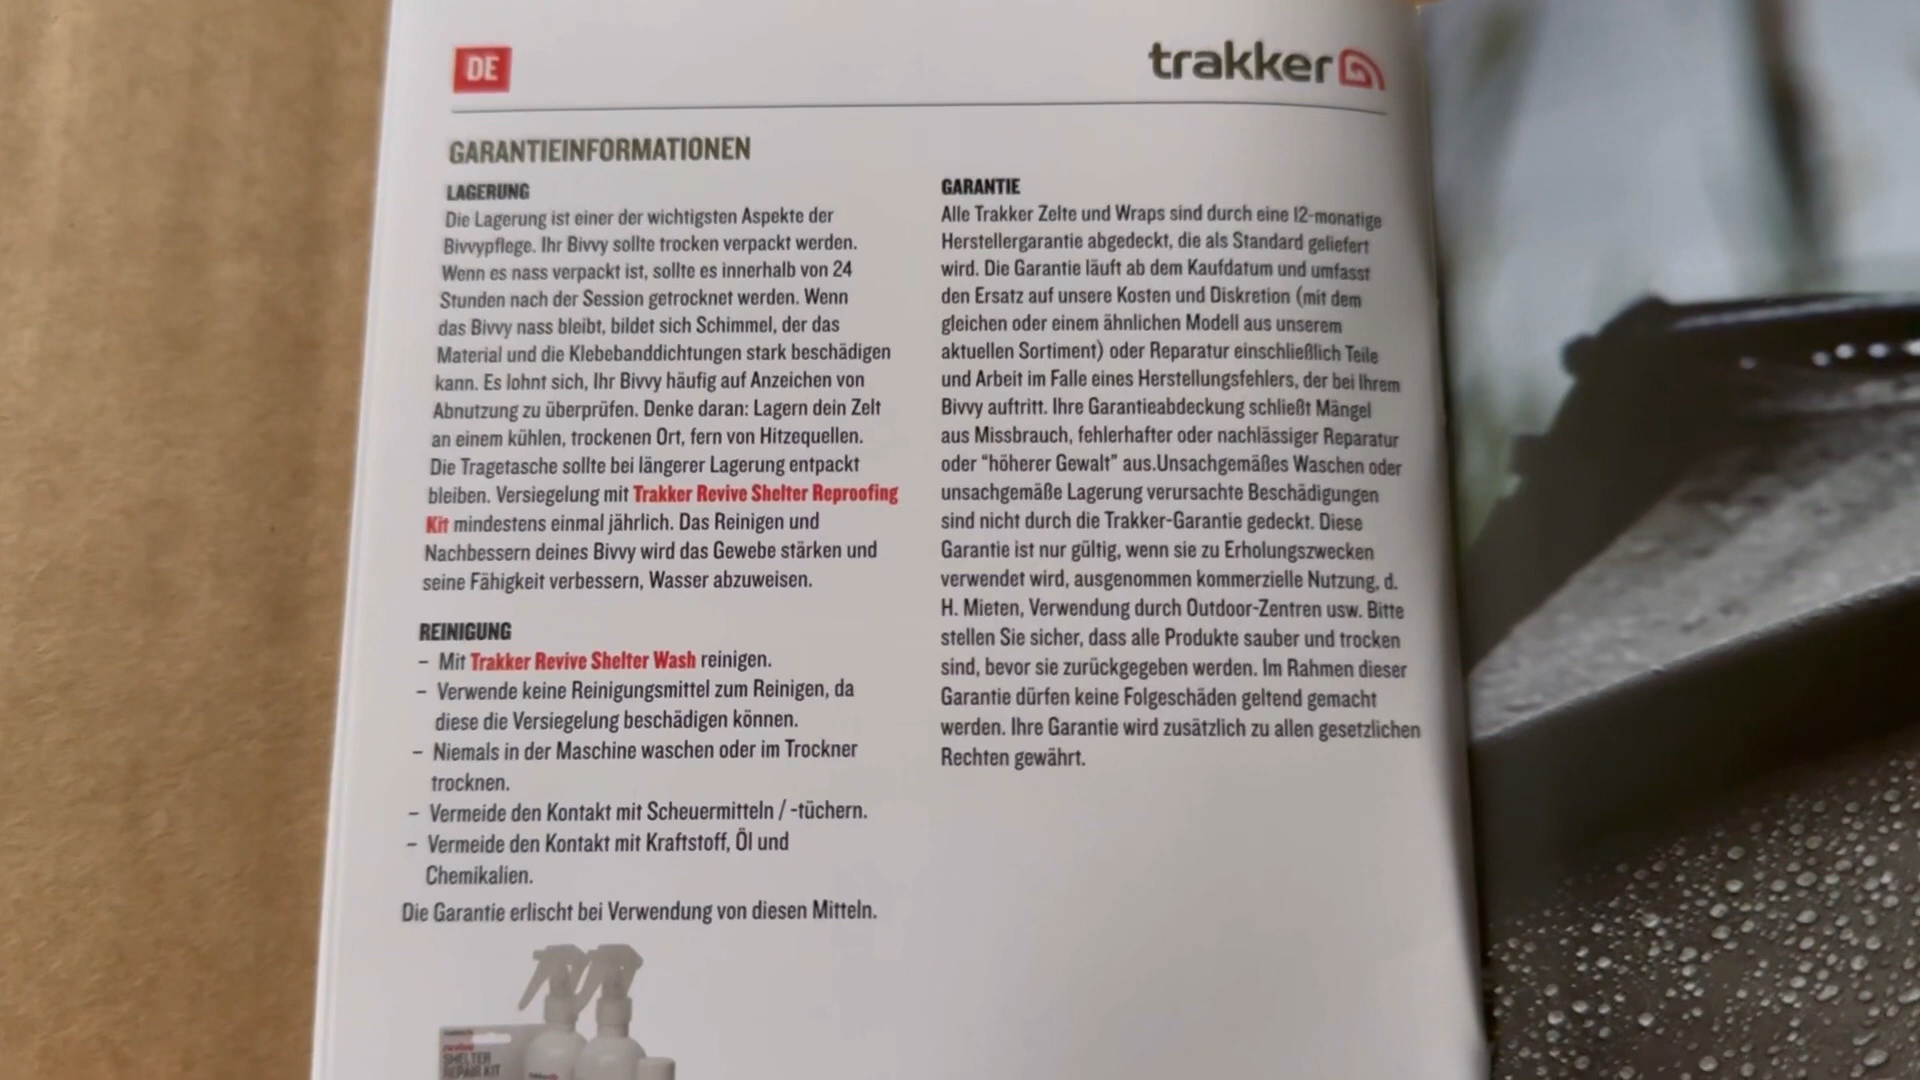 DE
trakker
GARANTIEINFORMATIONEN
LAGERUNG
Die Lagerung ist einer der wichtigsten Aspekte der
Bivvypflege. Ihr Bivvy sollte trocken verpackt werden.
Wenn es nass verpackt ist, sollte es innerhalb von 24
Stunden nach der Session getrocknet werden. Wenn
das Bivvy nass bleibt, bildet sich Schimmel, der das
Material und die Klebebanddichtungen stark beschädigen
kann. Es lohnt sich, Ihr Bivvy häufig auf Anzeichen von
Abnutzung zu überprüfen. Denke daran: Lagern dein Zelt
an einem kühlen, trockenen Ort, fern von Hitzequellen.
Die Tragetasche sollte bei längerer Lagerung entpackt
bleiben. Versiegelung mit Trakker Revive Shelter Reproofing
Kit mindestens einmal jährlich. Das Reinigen und
Nachbessern deines Bivvy wird das Gewebe stärken und
seine Fähigkeit verbessern, Wasser abzuweisen.
REINIGUNG
– Mit Trakker Revive Shelter Wash reinigen.
– Verwende keine Reinigungsmittel zum Reinigen, da
diese die Versiegelung beschädigen können.
– Niemals in der Maschine waschen oder im Trockner
trocknen.
– Vermeide den Kontakt mit Scheuermitteln / -tüchern.
– Vermeide den Kontakt mit Kraftstoff, Öl und
Chemikalien.
Die Garantie erlischt bei Verwendung von diesen Mitteln.
SHELTER
REPAIR KIT
GARANTIE
Alle Trakker Zelte und Wraps sind durch eine 12-monatige
Herstellergarantie abgedeckt, die als Standard geliefert
wird. Die Garantie läuft ab dem Kaufdatum und umfasst
den Ersatz auf unsere Kosten und Diskretion (mit dem
gleichen oder einem ähnlichen Modell aus unserem
aktuellen Sortiment) oder Reparatur einschließlich Teile
und Arbeit im Falle eines Herstellungsfehlers, der bei Ihrem
Bivvy auftritt. Ihre Garantieabdeckung schließt Mängel
aus Missbrauch, fehlerhafter oder nachlässiger Reparatur
oder “höherer Gewalt” aus.Unsachgemäßes Waschen oder
unsachgemäße Lagerung verursachte Beschädigungen
sind nicht durch die Trakker-Garantie gedeckt. Diese
Garantie ist nur gültig, wenn sie zu Erholungszwecken
verwendet wird, ausgenommen kommerzielle Nutzung, d.
H. Mieten, Verwendung durch Outdoor-Zentren usw. Bitte
stellen Sie sicher, dass alle Produkte sauber und trocken
sind, bevor sie zurückgegeben werden. Im Rahmen dieser
Garantie dürfen keine Folgeschäden geltend gemacht
werden. Ihre Garantie wird zusätzlich zu allen gesetzlichen
Rechten gewährt.